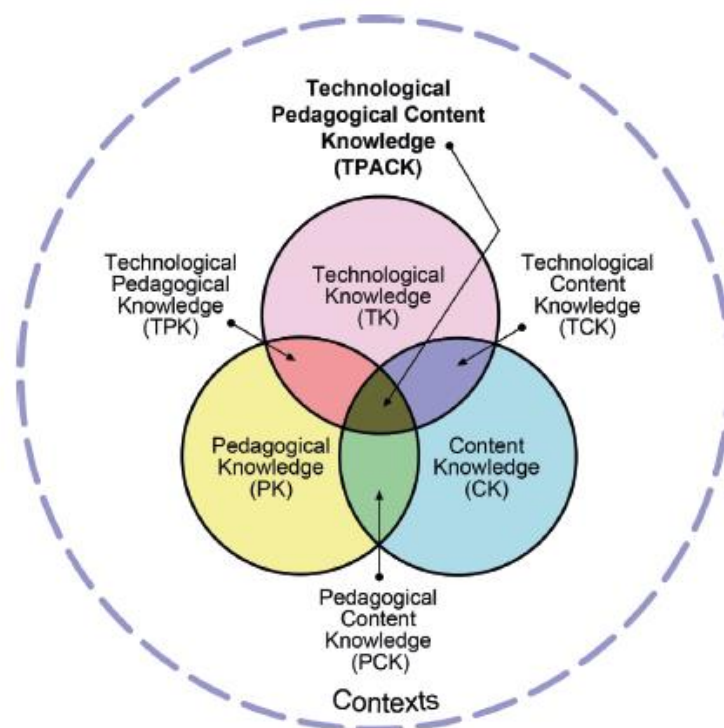 Technological
Pedagogical Content
Knowledge
(TPACK)
Technological
Pedagogical
Knowledge
(TPK)
Technological
Knowledge
(TK)
Technological
Content
Knowledge
(TCK)
Pedagogical
Knowledge
(PK)
Content
Knowledge
(CK)
Pedagogical
Content
Knowledge
(PCK)
Contexts